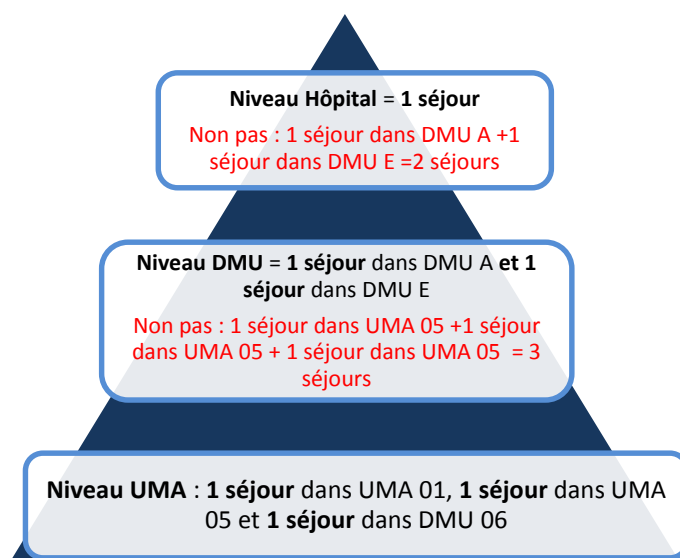 Niveau Hôpital = 1 séjour
Non pas : 1 séjour dans DMU A +1
séjour dans DMU E =2 séjours
Niveau DMU = 1 séjour dans DMU A et 1
séjour dans DMU E
Non pas : 1 séjour dans UMA 05 +1 séjour
dans UMA 05 + 1 séjour dans UMA 05 = 3
séjours
Niveau UMA : 1 séjour dans UMA 01, 1 séjour dans UMA
05 et 1 séjour dans DMU 06